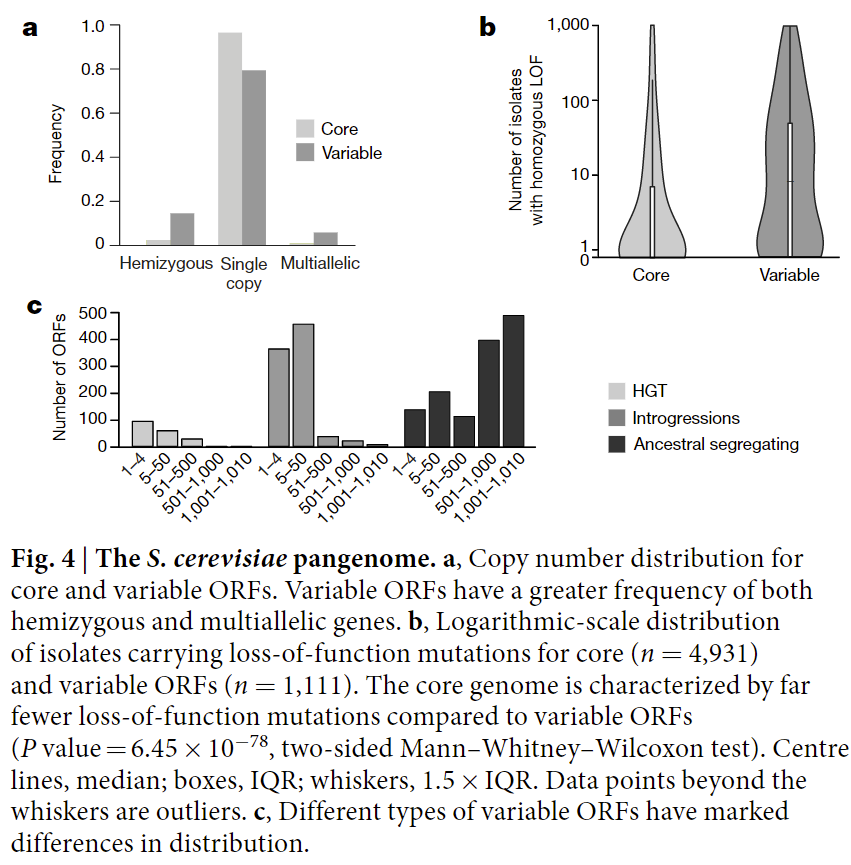 a
1.0
0.8
0.6
0.4
0.2
0
Frequency
Core
Variable
Hemizygous
Single
copy
Multiallelic
b
1,000
100
10
1
0
Number of isolates
with homozygous LOF
Core
Variable
c
500
400
300
200
100
0
Number of ORFs
1–4
5–50
51–500
501–1,000
1,001–1,010
1–4
5–50
51–500
501–1,000
1,001–1,010
1–4
5–50
51–500
501–1,000
1,001–1,010
HGT
Introgressions
Ancestral segregating
Fig. 4 | The S. cerevisiae pangenome. a, Copy number distribution for
core and variable ORFs. Variable ORFs have a greater frequency of both
hemizygous and multiallelic genes. b, Logarithmic-scale distribution
of isolates carrying loss-of-function mutations for core (n = 4,931)
and variable ORFs (n = 1,111). The core genome is characterized by far
fewer loss-of-function mutations compared to variable ORFs
(P value = 6.45 × 10⁻⁷⁸, two-sided Mann–Whitney–Wilcoxon test). Centre
lines, median; boxes, IQR; whiskers, 1.5 × IQR. Data points beyond the
whiskers are outliers. c, Different types of variable ORFs have marked
differences in distribution.